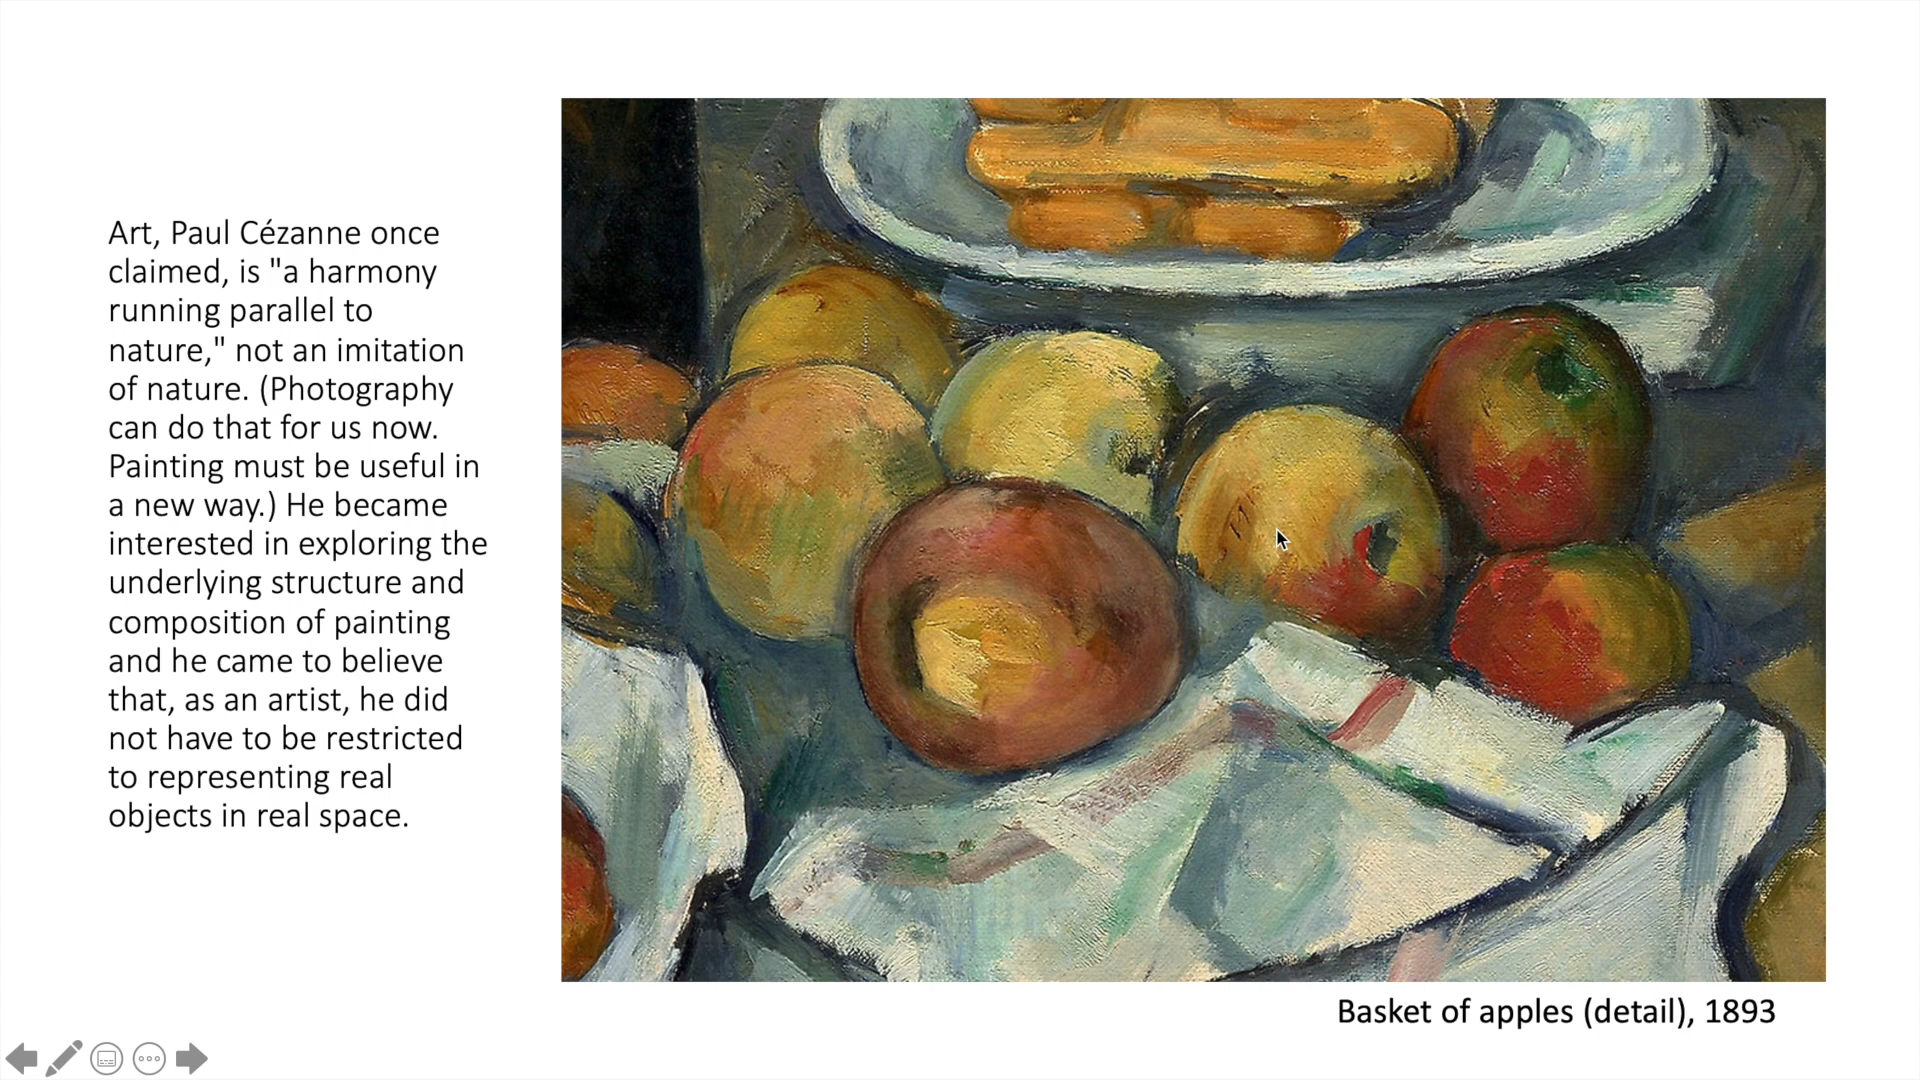 Art, Paul Cézanne once
claimed, is "a harmony
running parallel to
nature," not an imitation
of nature. (Photography
can do that for us now.
Painting must be useful in
a new way.) He became
interested in exploring the
underlying structure and
composition of painting
and he came to believe
that, as an artist, he did
not have to be restricted
to representing real
objects in real space.
Basket of apples (detail), 1893